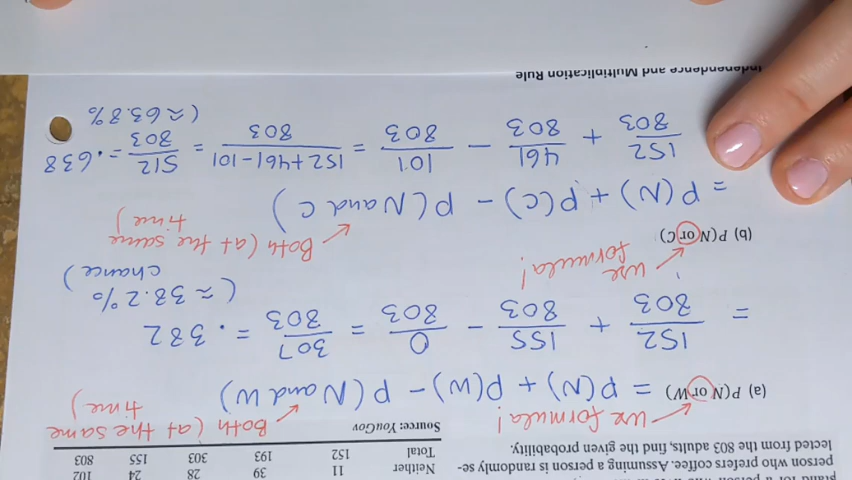 stand for a person who
person who prefers coffee. Assuming a person is randomly se-
lected from the 803 adults, find the given probability.
Neither 11 39 28 24 102
Total 152 193 303 155 803
Source: YouGov
use formula! Both (at the same time)
(a) P(N or W) = P(N) + P(W) - P(N and W)
= 152/803 + 155/803 - 0/803 = 307/803 = .382
(≈ 38.2% chance)
use formula!
(b) P(N or C)
Both (at the same time)
= P(N) + P(C) - P(N and C)
152/803 + 461/803 - 101/803 = 152+461-101/803 = 512/803 = .638
(≈ 63.8%
Independence and Multiplication Rule